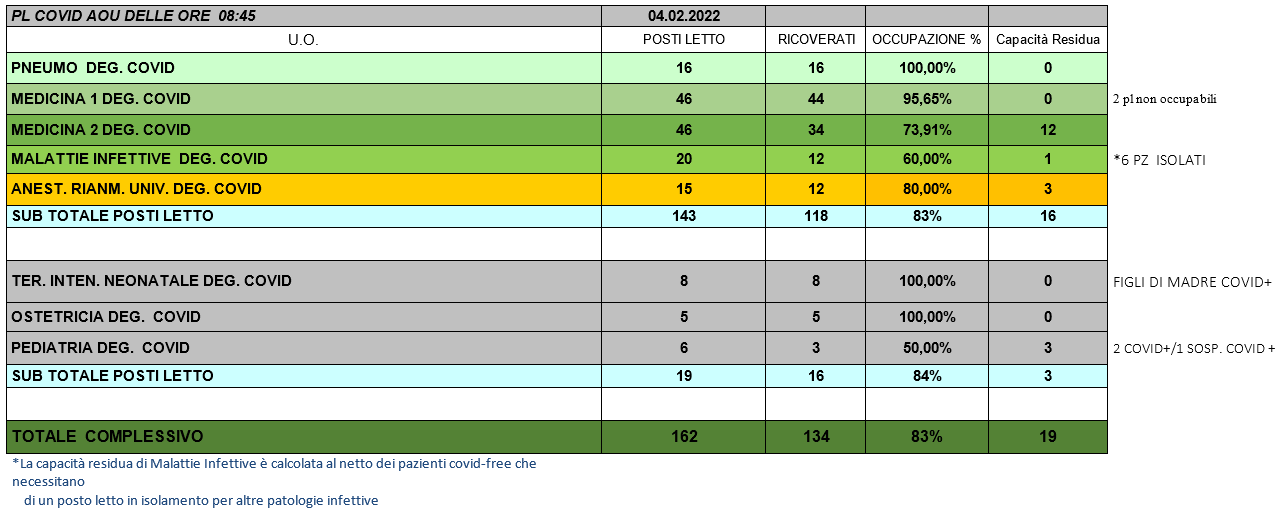 PL COVID AOU DELLE ORE 08:45 04.02.2022
U.O. POSTI LETTO RICOVERATI OCCUPAZIONE % Capacità Residua
PNEUMO DEG. COVID 16 16 100,00% 0
MEDICINA 1 DEG. COVID 46 44 95,65% 0 2 pl non occupabili
MEDICINA 2 DEG. COVID 46 34 73,91% 12
MALATTIE INFETTIVE DEG. COVID 20 12 60,00% 1 *6 PZ ISOLATI
ANEST. RIANM. UNIV. DEG. COVID 15 12 80,00% 3
SUB TOTALE POSTI LETTO 143 118 83% 16
TER. INTEN. NEONATALE DEG. COVID 8 8 100,00% 0 FIGLI DI MADRE COVID+
OSTETRICIA DEG. COVID 5 5 100,00% 0
PEDIATRIA DEG. COVID 6 3 50,00% 3 2 COVID+/1 SOSP. COVID +
SUB TOTALE POSTI LETTO 19 16 84% 3
TOTALE COMPLESSIVO 162 134 83% 19
*La capacità residua di Malattie Infettive è calcolata al netto dei pazienti covid-free che
necessitano
di un posto letto in isolamento per altre patologie infettive